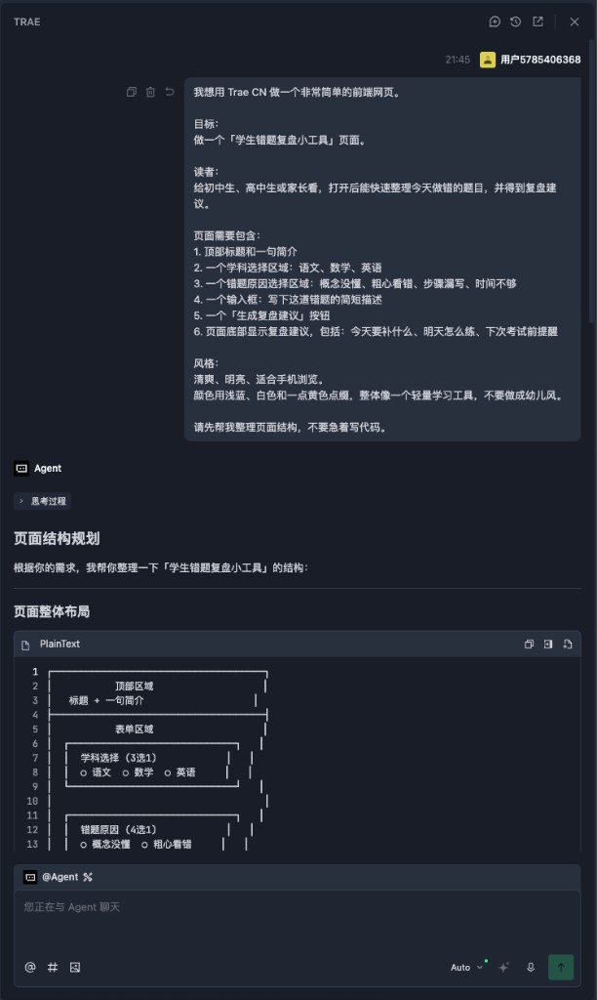 TRAE
21:45 用户5785406368
我想用 Trae CN 做一个非常简单的前端网页。
目标：
做一个「学生错题复盘小工具」页面。
读者：
给初中生、高中生或家长看，打开后能快速整理今天做错的题目，并得到复盘建
议。
页面需要包含：
1. 顶部标题和一句简介
2. 一个学科选择区域：语文、数学、英语
3. 一个错题原因选择区域：概念没懂、粗心看错、步骤漏写、时间不够
4. 一个输入框：写下这道错题的简短描述
5. 一个「生成复盘建议」按钮
6. 页面底部显示复盘建议，包括：今天要补什么、明天怎么练、下次考试前提醒
风格：
清爽、明亮、适合手机浏览。
颜色用浅蓝、白色和一点黄色点缀，整体像一个轻量学习工具，不要做成幼儿风。
请先帮我整理页面结构，不要急着写代码。
Agent
思考过程
页面结构规划
根据你的需求，我帮你整理一下「学生错题复盘小工具」的结构：
页面整体布局
PlainText
1
2 顶部区域
3 标题 + 一句简介
4
5 表单区域
6
7 学科选择（3选1）
8 ○ 语文 ○ 数学 ○ 英语
9
10
11
12 错题原因（4选1）
13 ○ 概念没懂 ○ 粗心看错
@Agent
您正在与 Agent 聊天
Auto